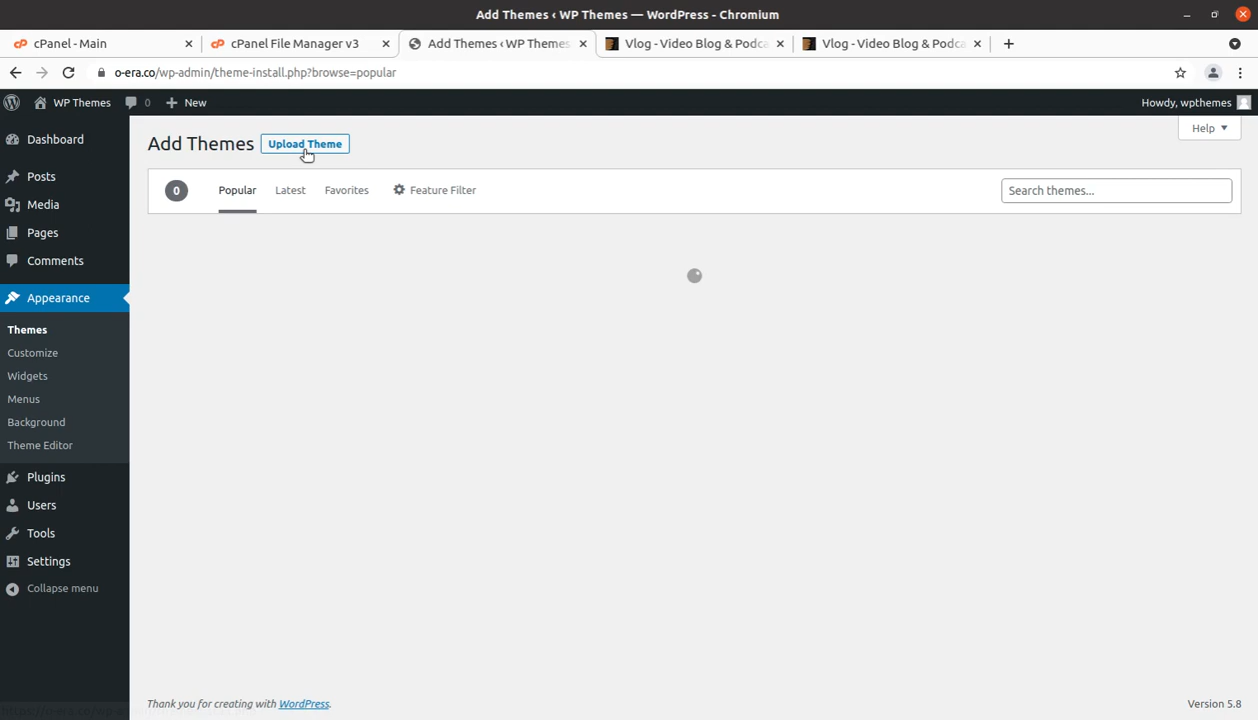 Add Themes ‹ WP Themes — WordPress - Chromium
cPanel - Main
cPanel File Manager v3
Add Themes ‹ WP Themes
Vlog - Video Blog & Podca
Vlog - Video Blog & Podca
o-era.co/wp-admin/theme-install.php?browse=popular
WP Themes
0
New
Howdy, wpthemes
Dashboard
Posts
Media
Pages
Comments
Appearance
Themes
Customize
Widgets
Menus
Background
Theme Editor
Plugins
Users
Tools
Settings
Collapse menu
Add Themes
Upload Theme
Help
0
Popular
Latest
Favorites
Feature Filter
Search themes...
Thank you for creating with WordPress.
Version 5.8